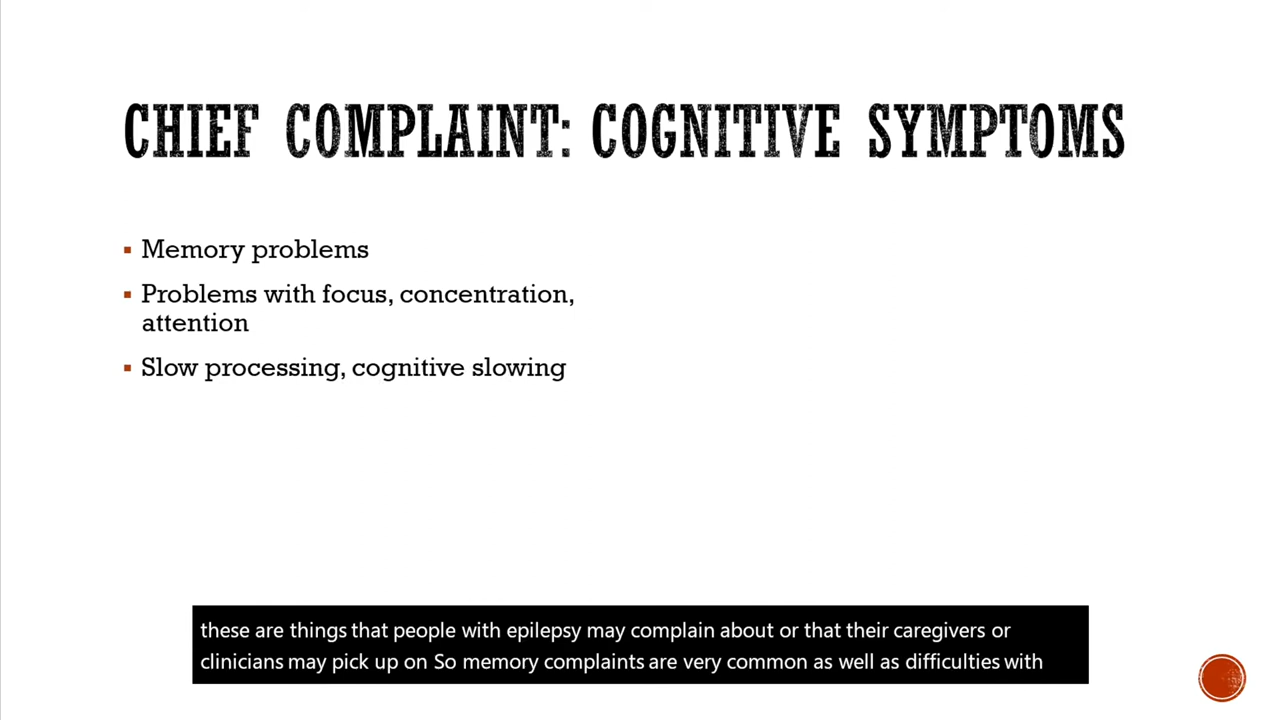 CHIEF COMPLAINT: COGNITIVE SYMPTOMS
▪ Memory problems
▪ Problems with focus, concentration,
attention
▪ Slow processing, cognitive slowing
these are things that people with epilepsy may complain about or that their caregivers or
clinicians may pick up on So memory complaints are very common as well as difficulties with